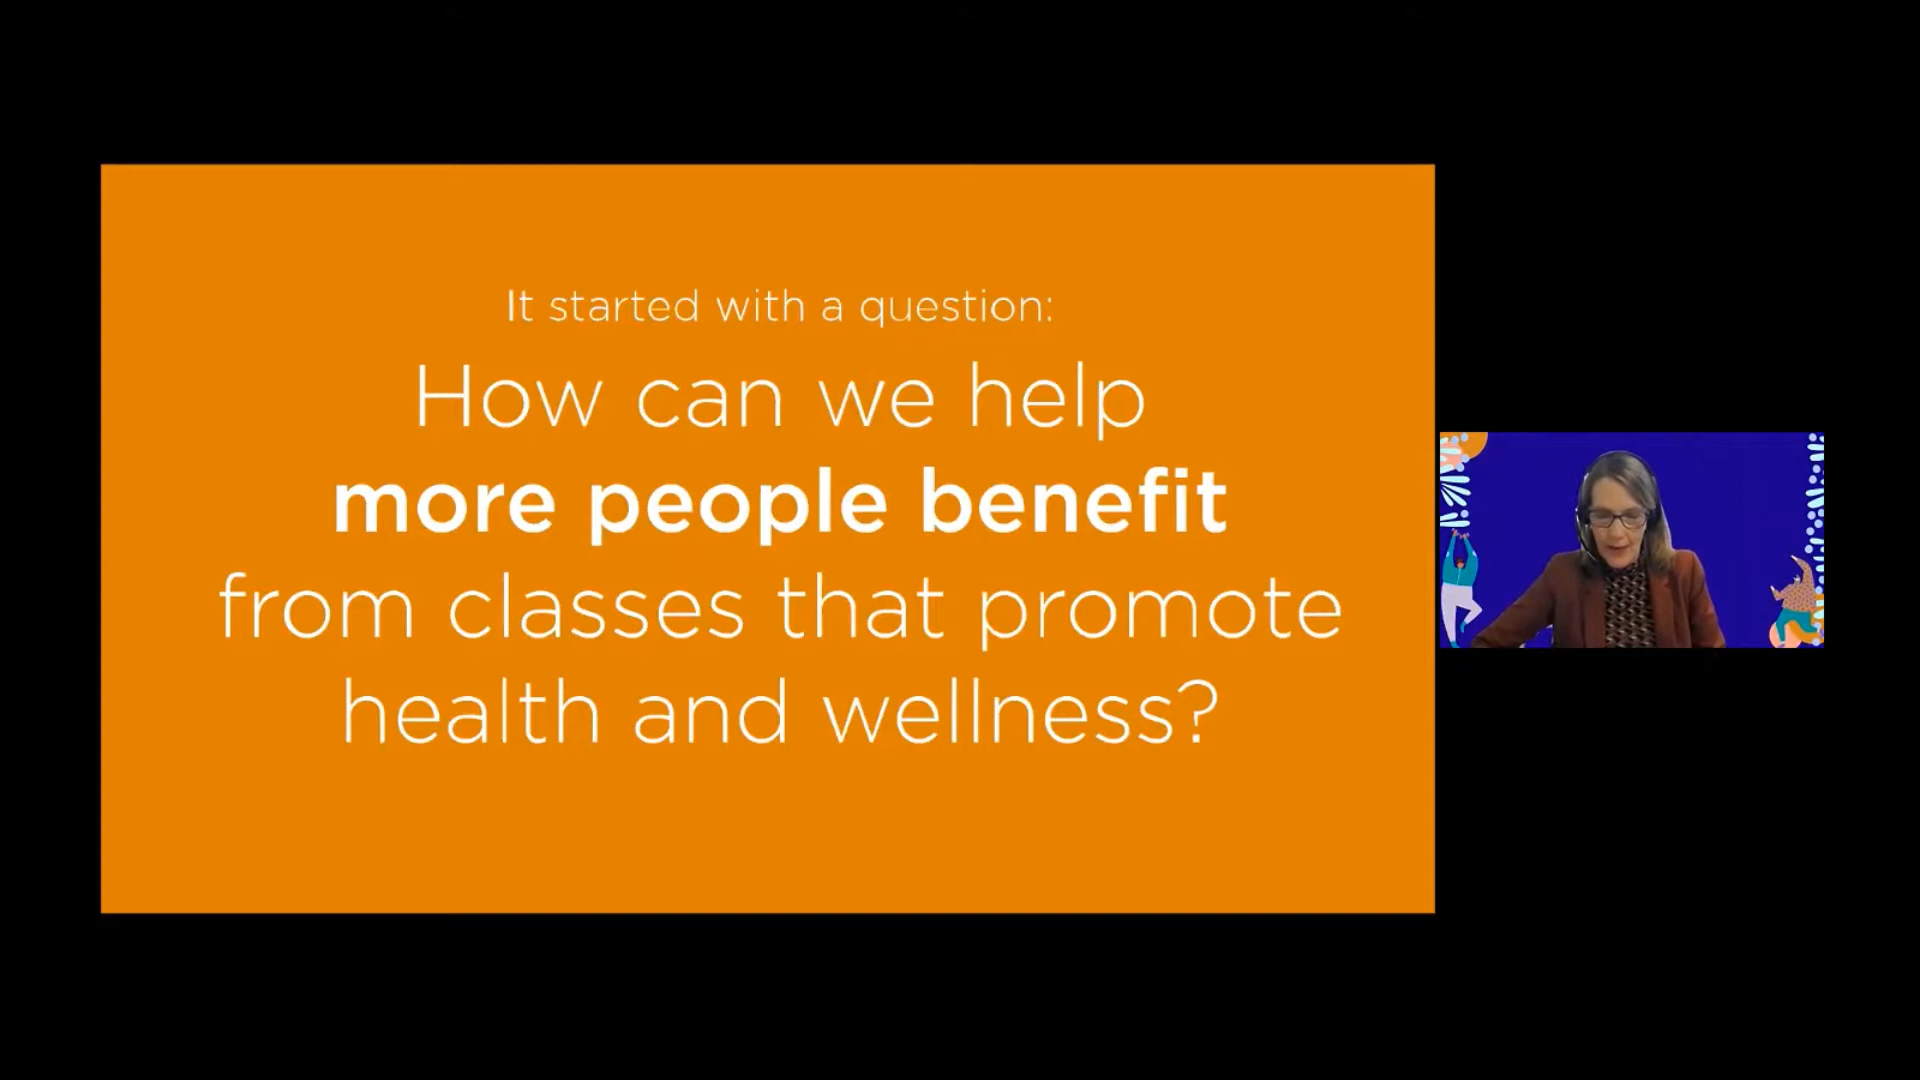 It started with a question:
How can we help
more people benefit
from classes that promote
health and wellness?